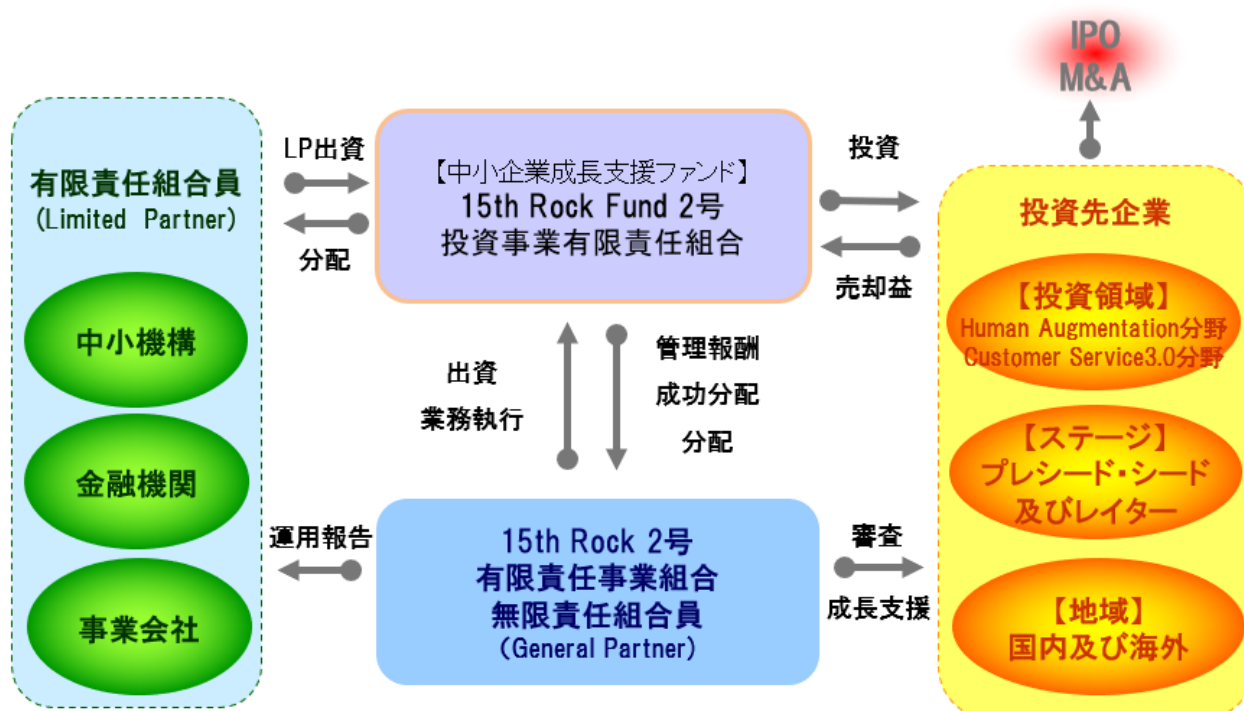 IPO
M&A
有限責任組合員
(Limited Partner)
中小機構
金融機関
事業会社
LP出資
分配
【中小企業成長支援ファンド】
15th Rock Fund 2号
投資事業有限責任組合
投資
売却益
出資
業務執行
管理報酬
成功分配
分配
運用報告
15th Rock 2号
有限責任事業組合
無限責任組合員
(General Partner)
審査
成長支援
投資先企業
【投資領域】
Human Augmentation分野
Customer Service3.0分野
【ステージ】
プレシード・シード
及びレイター
【地域】
国内及び海外